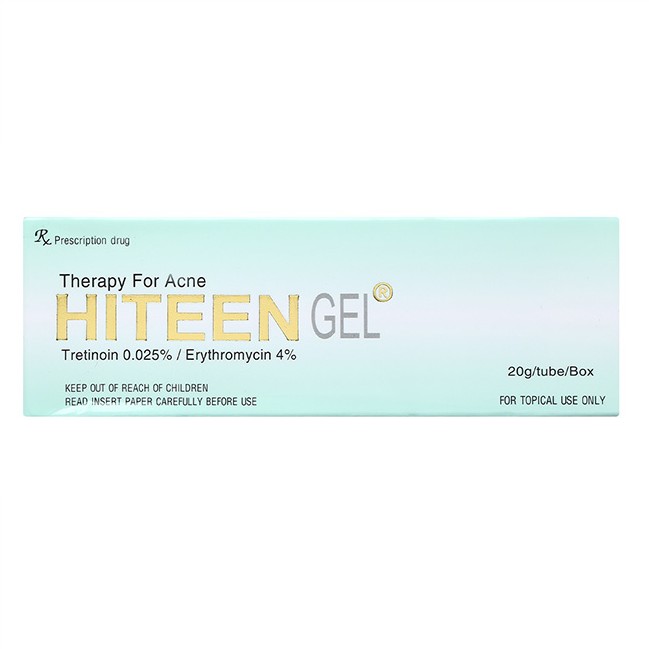 Rx Prescription drug
Therapy For Acne
HITEEN GEL®
Tretinoin 0.025% / Erythromycin 4%
20g/tube/Box
KEEP OUT OF REACH OF CHILDREN
READ INSERT PAPER CAREFULLY BEFORE USE
FOR TOPICAL USE ONLY